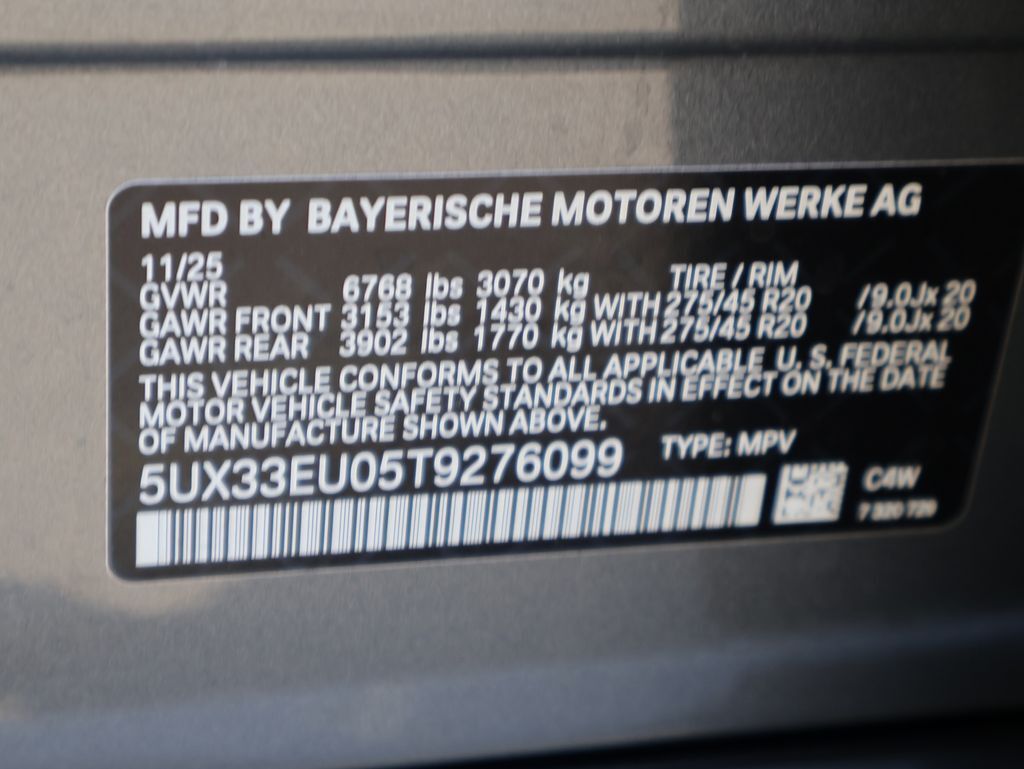 MFD BY BAYERISCHE MOTOREN WERKE AG
11/25
GVWR 6768 lbs 3070 kg TIRE / RIM
GAWR FRONT 3153 lbs 1430 kg WITH 275/45 R20 /9.0Jx 20
GAWR REAR 3902 lbs 1770 kg WITH 275/45 R20 /9.0Jx 20
THIS VEHICLE CONFORMS TO ALL APPLICABLE U. S. FEDERAL
MOTOR VEHICLE SAFETY STANDARDS IN EFFECT ON THE DATE
OF MANUFACTURE SHOWN ABOVE.
5UX33EU05T9276099 TYPE: MPV
C4W
7 320 729